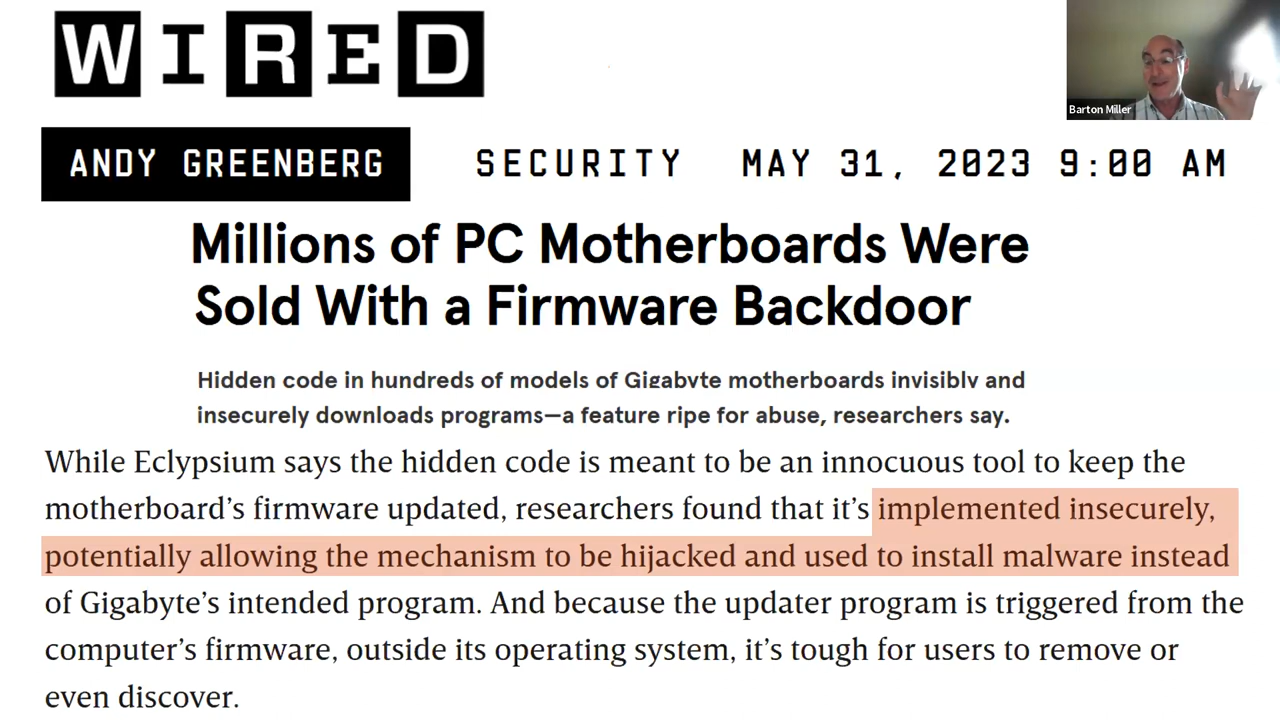 WIRED
Barton Miller
ANDY GREENBERG SECURITY MAY 31, 2023 9:00 AM
Millions of PC Motherboards Were
Sold With a Firmware Backdoor
Hidden code in hundreds of models of Gigabyte motherboards invisibly and
insecurely downloads programs—a feature ripe for abuse, researchers say.
While Eclypsium says the hidden code is meant to be an innocuous tool to keep the
motherboard’s firmware updated, researchers found that it’s implemented insecurely,
potentially allowing the mechanism to be hijacked and used to install malware instead
of Gigabyte’s intended program. And because the updater program is triggered from the
computer’s firmware, outside its operating system, it’s tough for users to remove or
even discover.